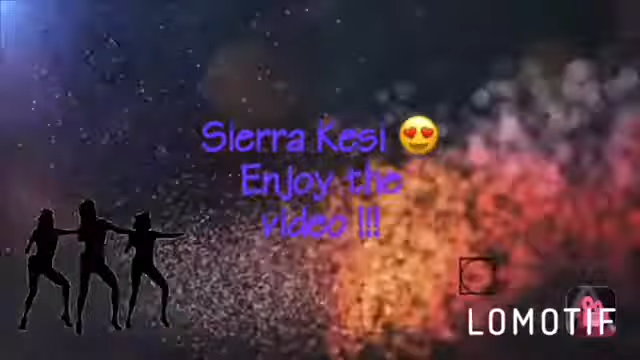 Sierra Kesi 😍
Enjoy the
video !!!
LOMOTIF